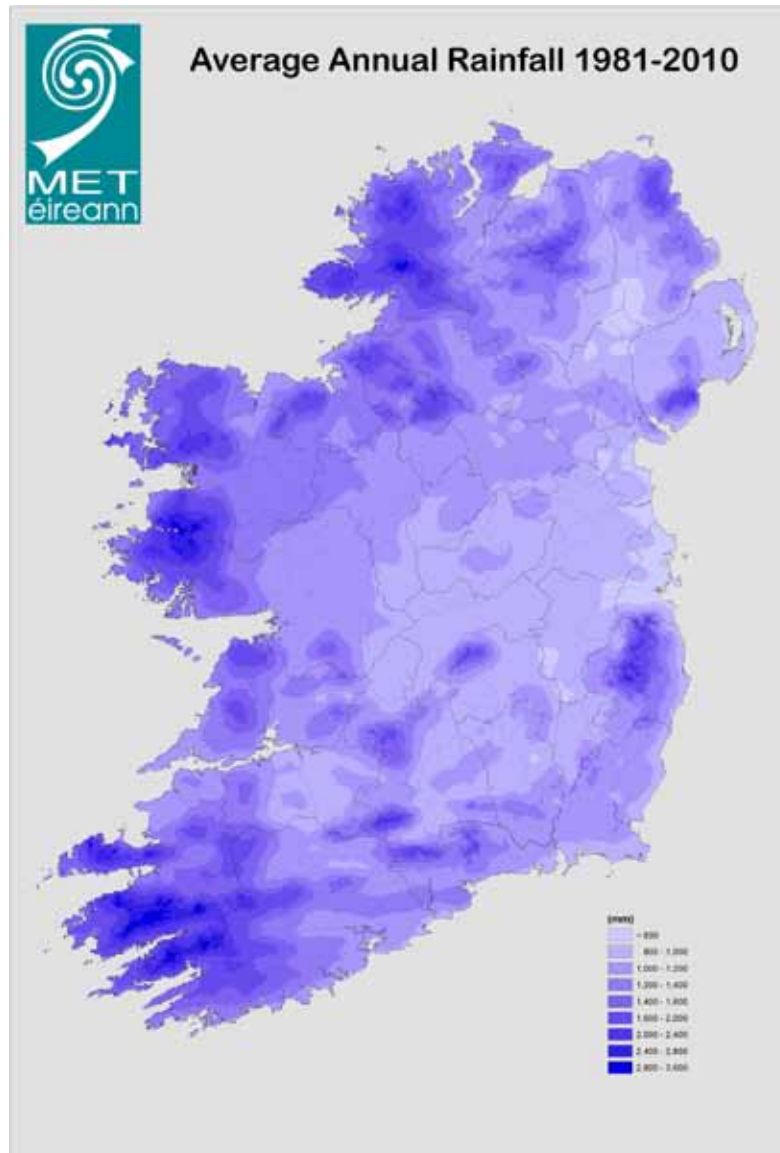 Average Annual Rainfall 1981-2010
MET
éireann
(mm)
< 800
800 - 1,000
1,000 - 1,200
1,200 - 1,400
1,400 - 1,600
1,600 - 2,000
2,000 - 2,400
2,400 - 2,800
2,800 - 3,600